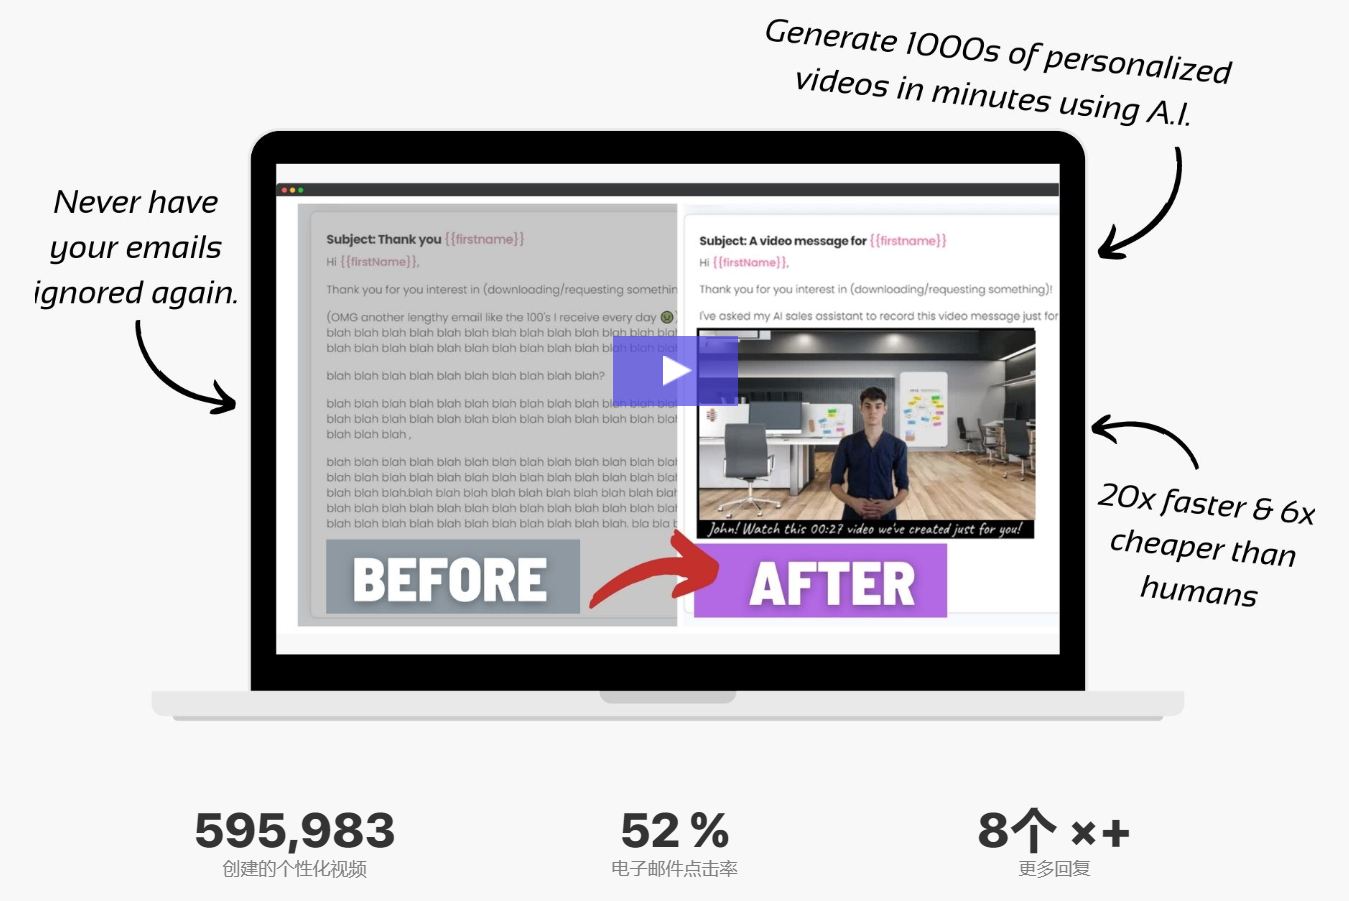 Generate 1000s of personalized
videos in minutes using A.I.
Never have
your emails
ignored again.
Subject: Thank you {{firstname}}
Hi {{firstName}},
Thank you for you interest in (downloading/requesting somethin
(OMG another lengthy email like the 100's I receive every day 🤢)
blah blah blah blah blah blah blah blah blah blah blah blah blah
blah blah blah blah blah blah blah blah blah blah blah blah blah
blah blah blah blah blah blah blah blah blah blah?
blah blah blah blah blah blah blah blah blah blah blah blah blah
blah blah blah blah blah blah blah blah blah blah blah blah blah
blah blah blah ,
blah blah blah blah blah blah blah blah blah blah blah blah blah
blah blah blah blah blah blah blah blah blah blah blah blah blah
blah blah blah.blah blah blah blah blah blah blah blah blah blah
blah blah blah blah blah blah blah blah blah blah blah blah blah
blah blah blah blah blah blah blah blah blah blah blah. bla bla b
BEFORE
Subject: A video message for {{firstname}}
Hi {{firstName}},
Thank you for you interest in (downloading/requesting something)!
I've asked my AI sales assistant to record this video message just for
John! Watch this 00:27 video we've created just for you!
AFTER
20x faster & 6x
cheaper than
humans
595,983
创建的个性化视频
52 %
电子邮件点击率
8个 ×+
更多回复